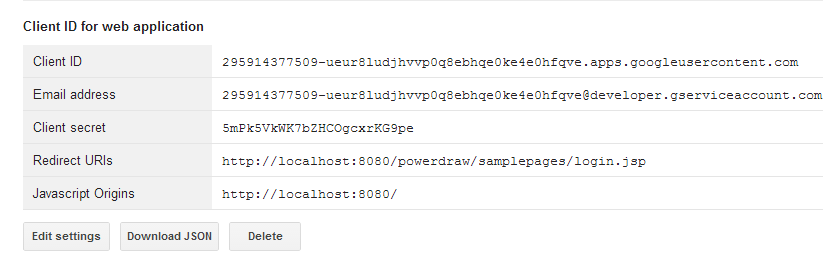 Client ID for web application
Client ID 295914377509-ueur8ludjhvvp0q8ebhqe0ke4e0hfqve.apps.googleusercontent.com
Email address 295914377509-ueur8ludjhvvp0q8ebhqe0ke4e0hfqve@developer.gserviceaccount.com
Client secret 5mPk5VkWK7bZHCOgcxrKG9pe
Redirect URIs http://localhost:8080/powerdraw/samplepages/login.jsp
Javascript Origins http://localhost:8080/
Edit settings Download JSON Delete